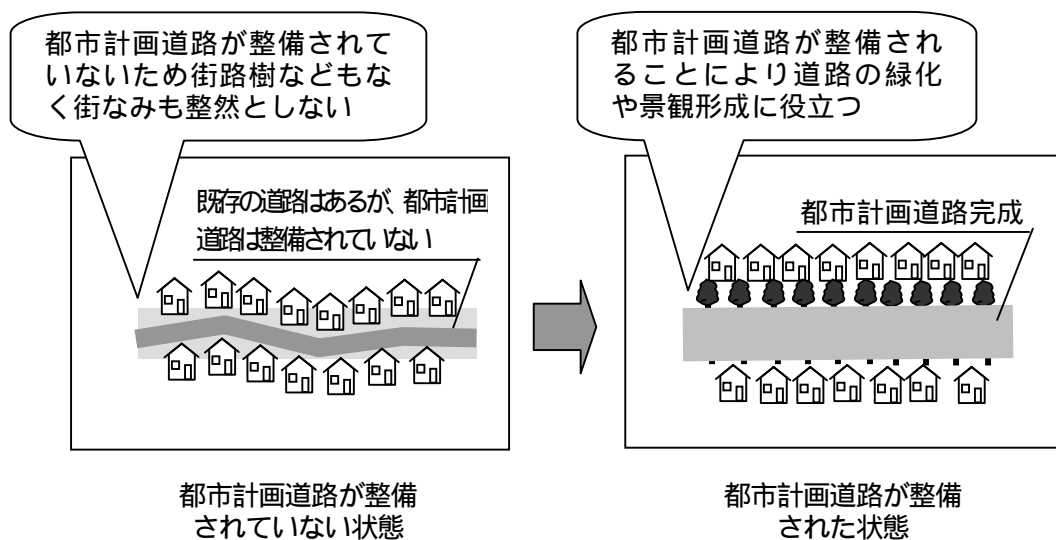 都市計画道路が整備されて
いないため街路樹などもな
く街なみも整然としない
既存の道路はあるが、都市計画
道路は整備されていない
都市計画道路が整備
されていない状態
都市計画道路が整備され
ることにより道路の緑化
や景観形成に役立つ
都市計画道路完成
都市計画道路が整備
された状態